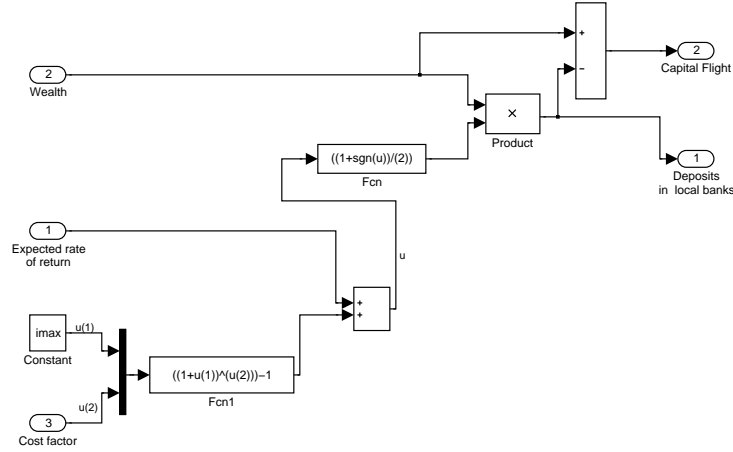 +
−
2
Capital Flight
2
Wealth
×
Product
((1+sgn(u))/(2))
Fcn
1
Deposits
in local banks
1
Expected rate
of return
u
+
+
imax
u(1)
Constant
((1+u(1))^(u(2)))−1
Fcn1
u(2)
3
Cost factor